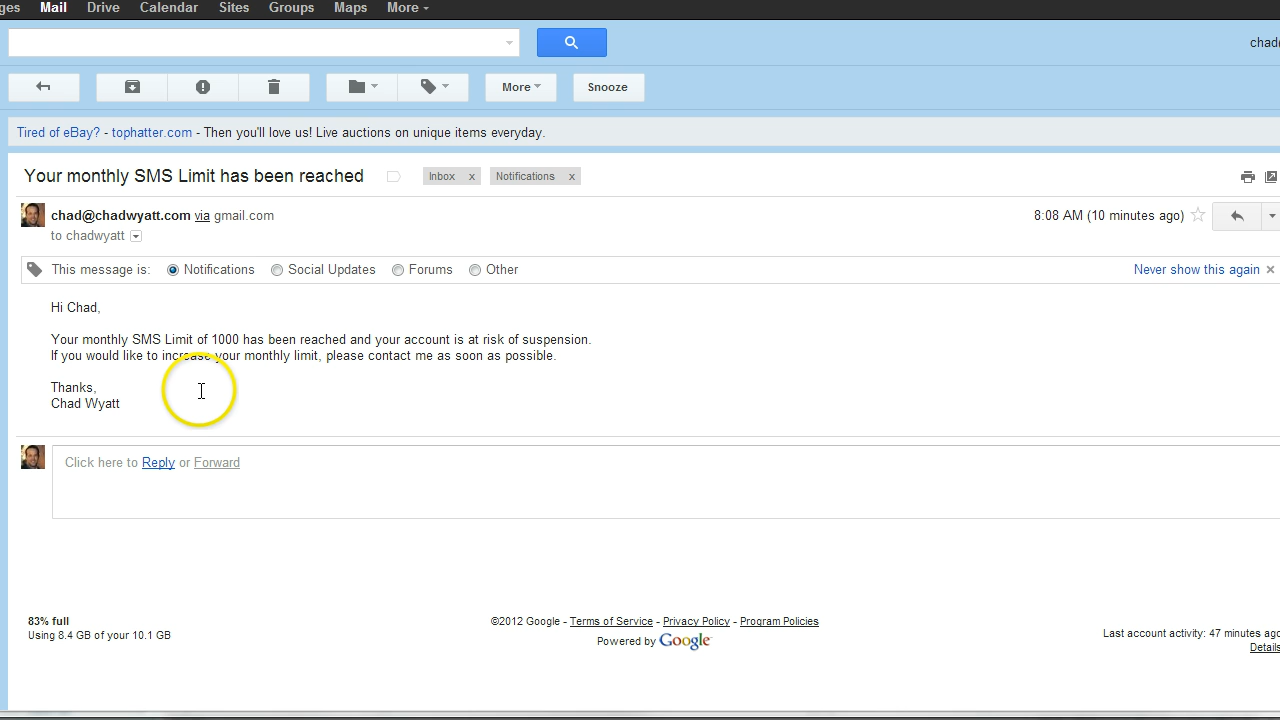 ges Mail Drive Calendar Sites Groups Maps More
chad
More Snooze
Tired of eBay? - tophatter.com - Then you'll love us! Live auctions on unique items everyday.
Your monthly SMS Limit has been reached Inbox x Notifications x
chad@chadwyatt.com via gmail.com 8:08 AM (10 minutes ago)
to chadwyatt
This message is: Notifications Social Updates Forums Other Never show this again ×
Hi Chad,
Your monthly SMS Limit of 1000 has been reached and your account is at risk of suspension.
If you would like to increase your monthly limit, please contact me as soon as possible.
Thanks,
Chad Wyatt
Click here to Reply or Forward
83% full
Using 8.4 GB of your 10.1 GB
©2012 Google - Terms of Service - Privacy Policy - Program Policies
Powered by Google
Last account activity: 47 minutes ago
Details